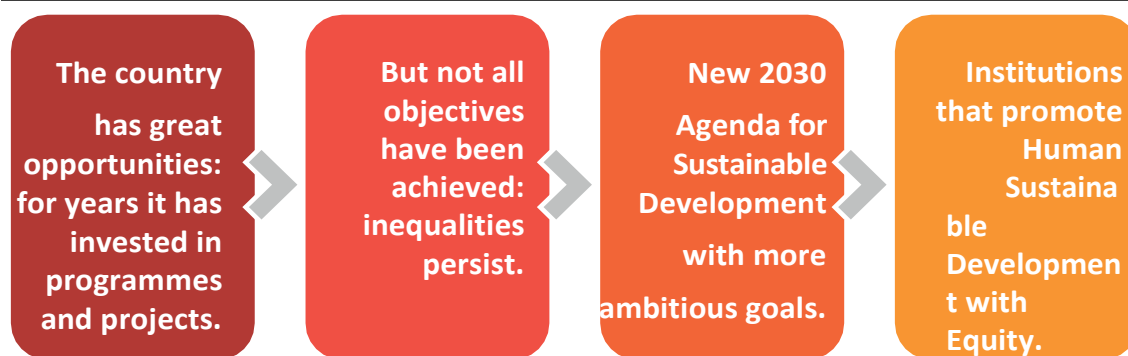 The country
has great
opportunities:
for years it has
invested in
programmes
and projects.
But not all
objectives
have been
achieved:
inequalities
persist.
New 2030
Agenda for
Sustainable
Development
with more
ambitious goals.
Institutions
that promote
Human
Sustaina
ble
Developmen
t with
Equity.